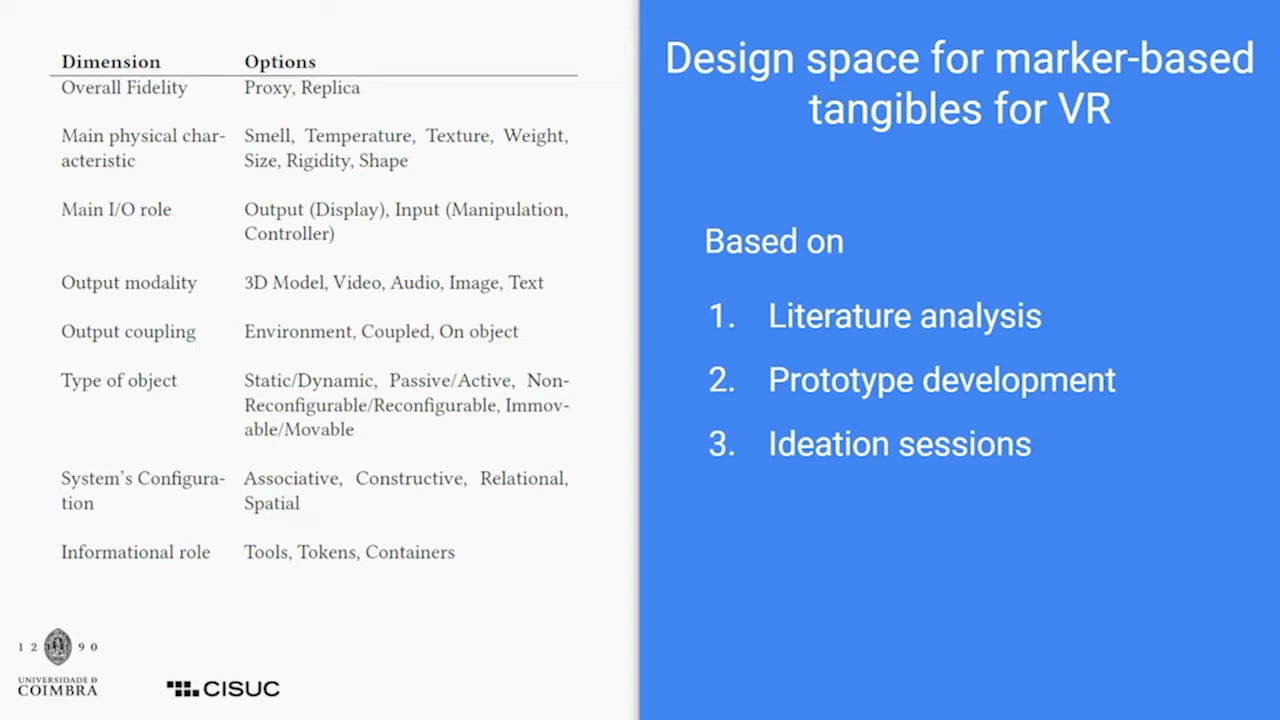 Dimension Options
Overall Fidelity Proxy, Replica
Main physical char- Smell, Temperature, Texture, Weight,
acteristic Size, Rigidity, Shape
Main I/O role Output (Display), Input (Manipulation,
Controller)
Output modality 3D Model, Video, Audio, Image, Text
Output coupling Environment, Coupled, On object
Type of object Static/Dynamic, Passive/Active, Non-
Reconfigurable/Reconfigurable, Immov-
able/Movable
System's Configura- Associative, Constructive, Relational,
tion Spatial
Informational role Tools, Tokens, Containers
12 90
UNIVERSIDADE D
COIMBRA
CISUC
Design space for marker-based
tangibles for VR
Based on
1. Literature analysis
2. Prototype development
3. Ideation sessions